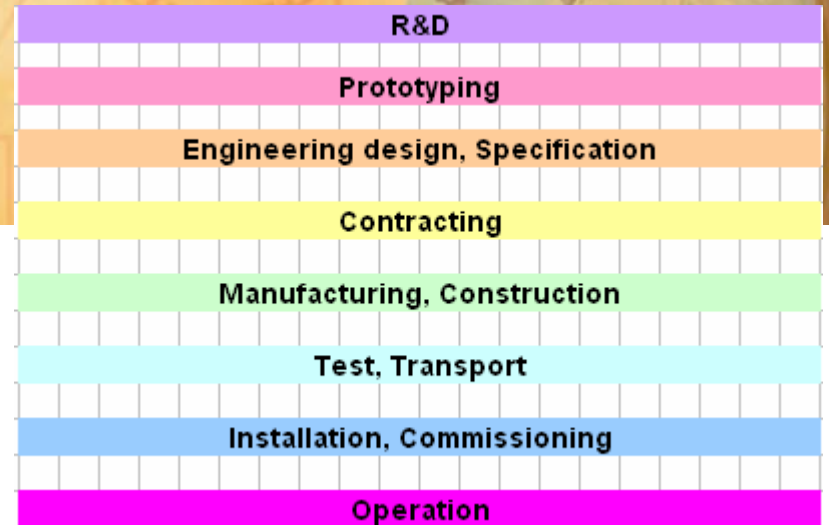 R&D
Prototyping
Engineering design, Specification
Contracting
Manufacturing, Construction
Test, Transport
Installation, Commissioning
Operation